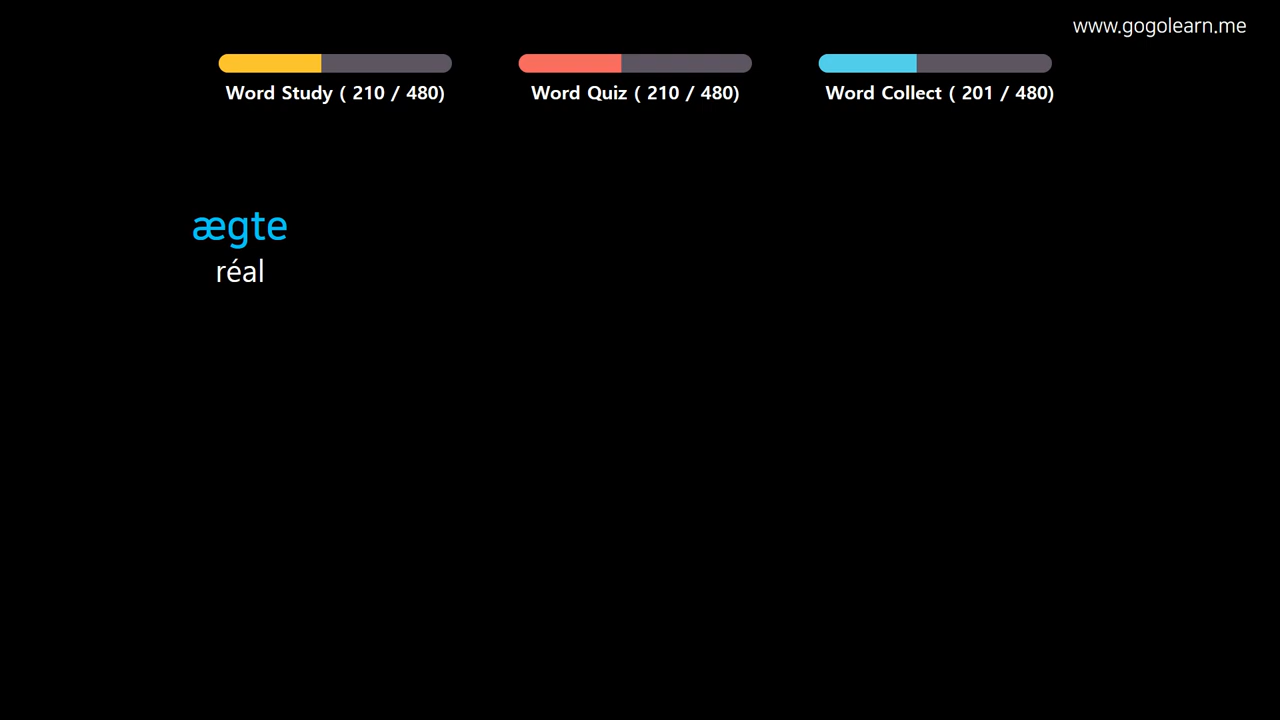 www.gogolearn.me
Word Study ( 210 / 480)
Word Quiz ( 210 / 480)
Word Collect ( 201 / 480)
ægte
réal